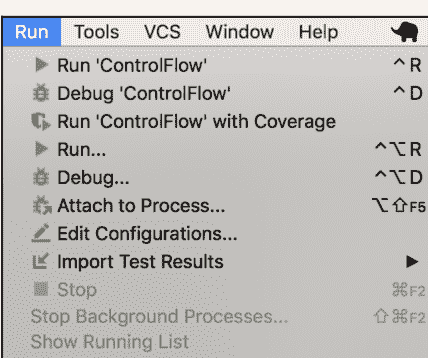 Run Tools VCS Window Help
Run 'ControlFlow' ^R
Debug 'ControlFlow' ^D
Run 'ControlFlow' with Coverage
Run... ^⌥R
Debug... ^⌥D
Attach to Process... ⌥⇧F5
Edit Configurations...
Import Test Results ▶
Stop ⌘F2
Stop Background Processes... ⇧⌘F2
Show Running List